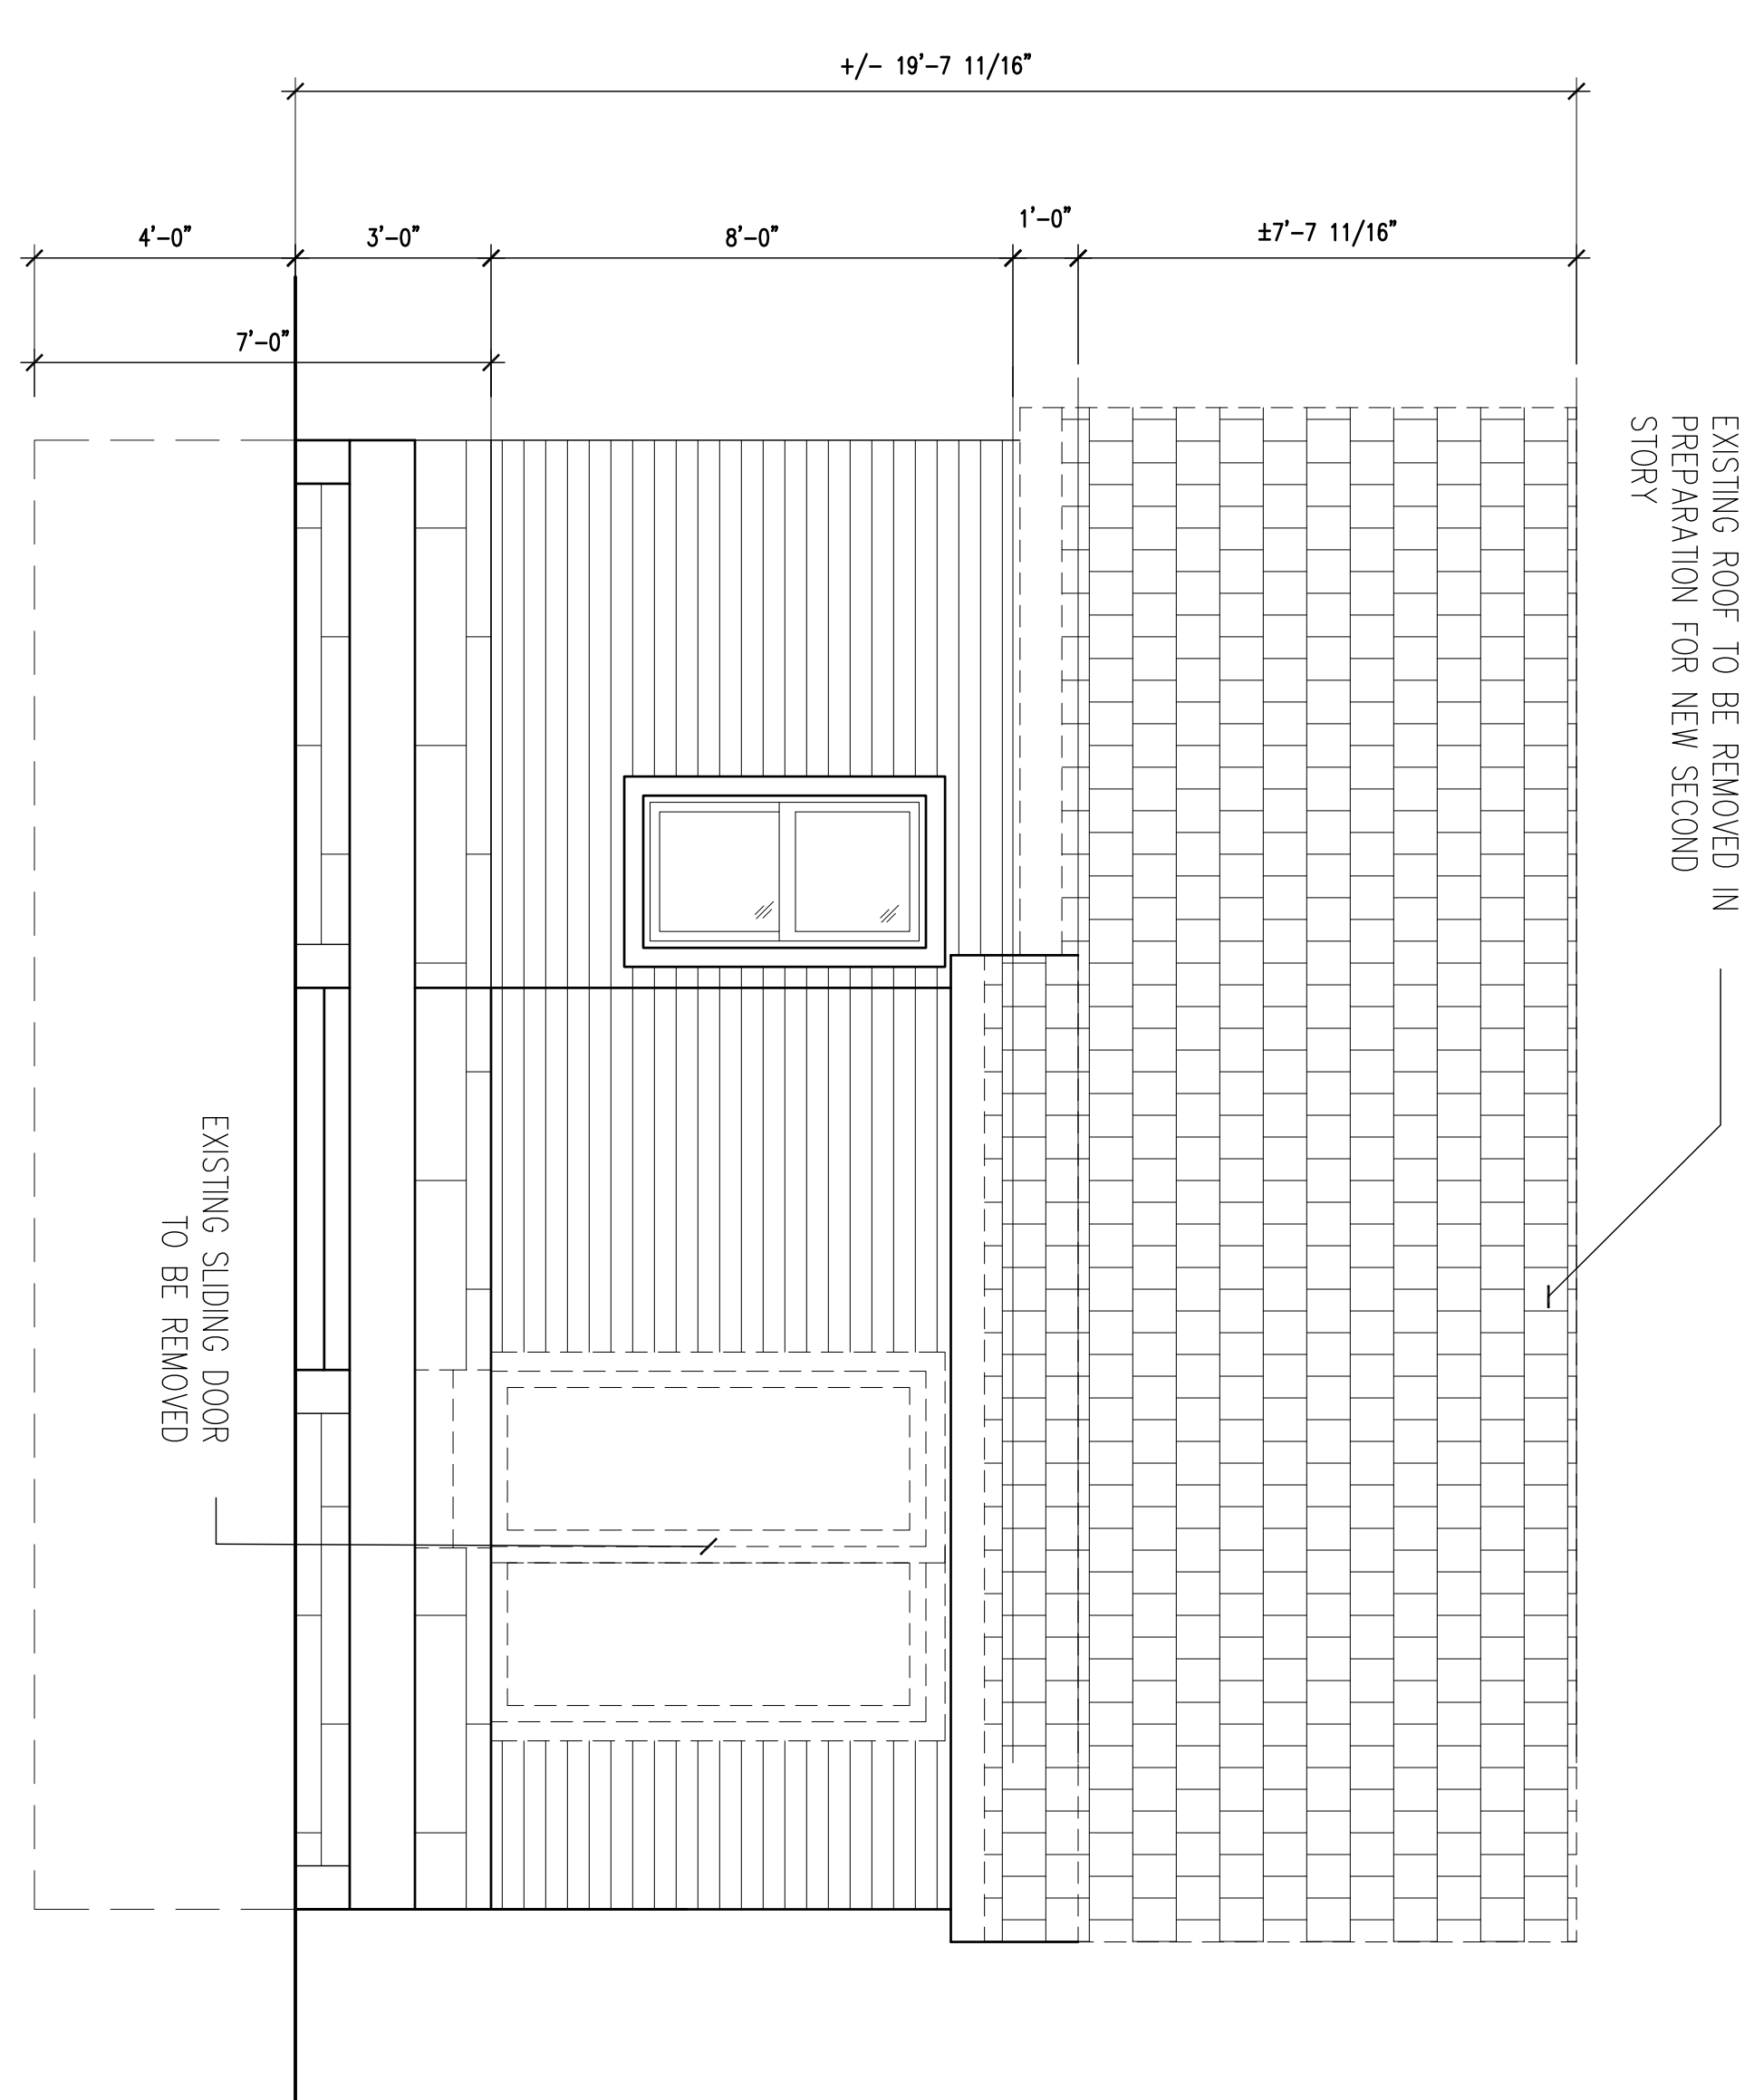 +/- 19'-7 11/16"
4'-0"
3'-0"
8'-0"
1'-0"
±7'-7 11/16"
7'-0"
EXISTING ROOF TO BE REMOVED IN
PREPARATION FOR NEW SECOND
STORY
EXISTING SLIDING DOOR
TO BE REMOVED